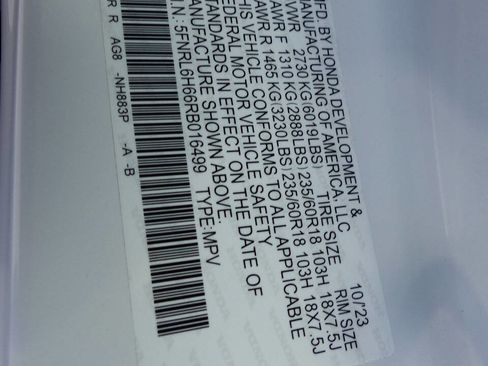 MFD. BY HONDA DEVELOPMENT & 10/23
MANUFACTURING OF AMERICA, LLC
GVWR 2730 KG(6019LBS) TIRE SIZE RIM SIZE
GAWR F 1310 KG(2888LBS) 235/60R18 103H 18X7.5J
GAWR R 1465 KG(3230LBS) 235/60R18 103H 18X7.5J
THIS VEHICLE CONFORMS TO ALL APPLICABLE
FEDERAL MOTOR VEHICLE SAFETY
STANDARDS IN EFFECT ON THE DATE OF
MANUFACTURE SHOWN ABOVE.
V.I.N.: 5FNRL6H66RB016499 TYPE:MPV
R R AG8 -NH883P -A -B